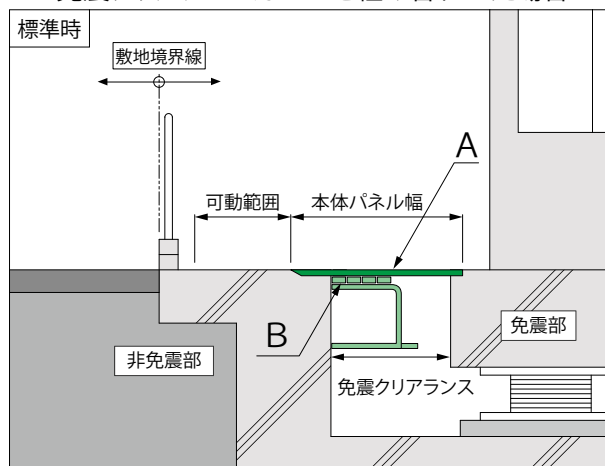 標準時
敷地境界線
A
可動範囲
本体パネル幅
B
非免震部
免震部
免震クリアランス